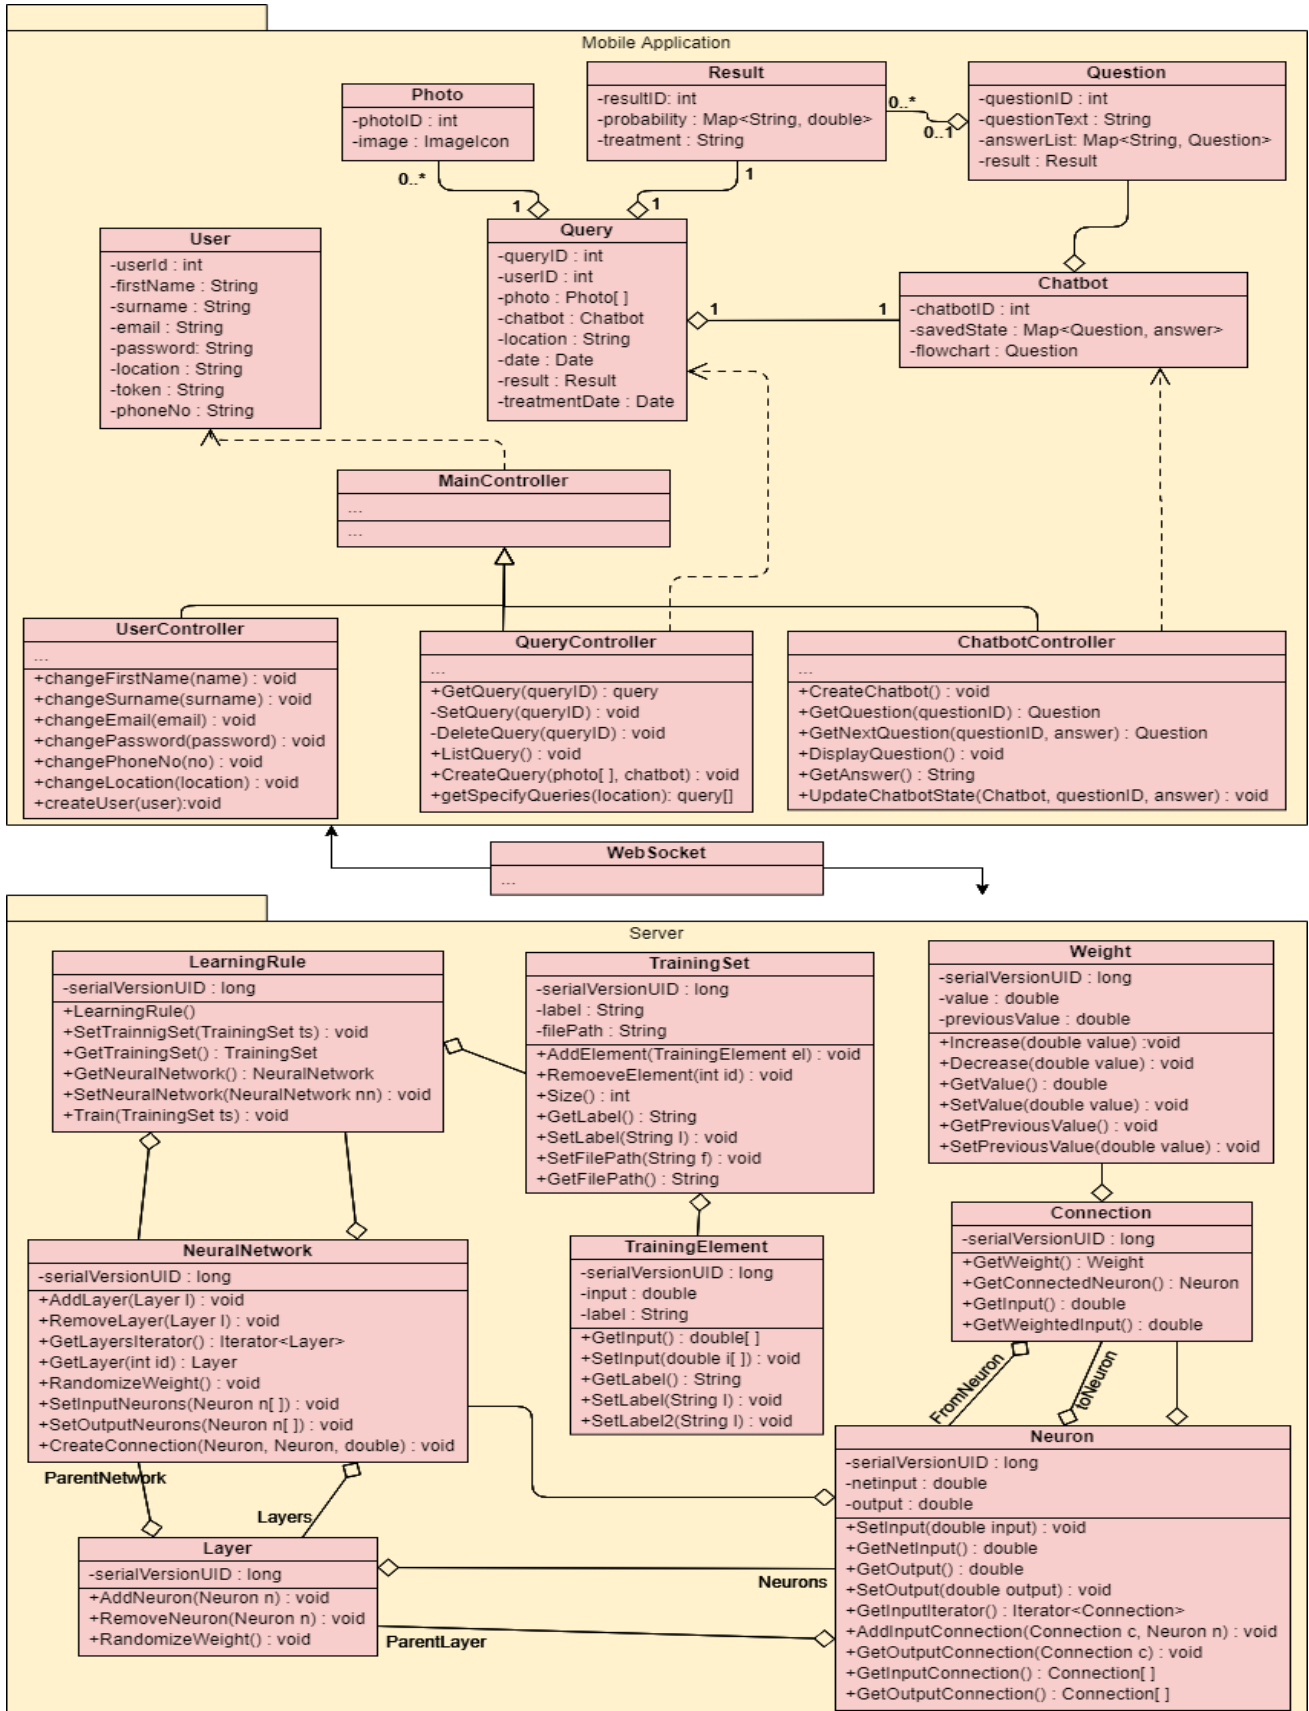 Mobile Application
Photo
-photoID : int
-image : ImageIcon
0..*
1
Result
-resultID: int
-probability : Map<String, double>
-treatment : String
1
1
0..*
0..1
Question
-questionID : int
-questionText : String
-answerList: Map<String, Question>
-result : Result
User
-userId : int
-firstName : String
-surname : String
-email : String
-password: String
-location : String
-token : String
-phoneNo : String
Query
-queryID : int
-userID : int
-photo : Photo[ ]
-chatbot : Chatbot
-location : String
-date : Date
-result : Result
-treatmentDate : Date
1
1
Chatbot
-chatbotID : int
-savedState : Map<Question, answer>
-flowchart : Question
MainController
...
...
UserController
...
+changeFirstName(name) : void
+changeSurname(surname) : void
+changeEmail(email) : void
+changePassword(password) : void
+changePhoneNo(no) : void
+changeLocation(location) : void
+createUser(user):void
QueryController
...
+GetQuery(queryID) : query
-SetQuery(queryID) : void
-DeleteQuery(queryID) : void
+ListQuery() : void
+CreateQuery(photo[ ], chatbot) : void
+getSpecifyQueries(location): query[]
ChatbotController
...
+CreateChatbot() : void
+GetQuestion(questionID) : Question
+GetNextQuestion(questionID, answer) : Question
+DisplayQuestion() : void
+GetAnswer() : String
+UpdateChatbotState(Chatbot, questionID, answer) : void
WebSocket
...
Server
LearningRule
-serialVersionUID : long
+LearningRule()
+SetTrainnigSet(TrainingSet ts) : void
+GetTrainingSet() : TrainingSet
+GetNeuralNetwork() : NeuralNetwork
+SetNeuralNetwork(NeuralNetwork nn) : void
+Train(TrainingSet ts) : void
TrainingSet
-serialVersionUID : long
-label : String
-filePath : String
+AddElement(TrainingElement el) : void
+RemoeveElement(int id) : void
+Size() : int
+GetLabel() : String
+SetLabel(String l) : void
+SetFilePath(String f) : void
+GetFilePath() : String
Weight
-serialVersionUID : long
-value : double
-previousValue : double
+Increase(double value) :void
+Decrease(double value) : void
+GetValue() : double
+SetValue(double value) : void
+GetPreviousValue() : void
+SetPreviousValue(double value) : void
NeuralNetwork
-serialVersionUID : long
+AddLayer(Layer l) : void
+RemoveLayer(Layer l) : void
+GetLayersIterator() : Iterator<Layer>
+GetLayer(int id) : Layer
+RandomizeWeight() : void
+SetInputNeurons(Neuron n[ ]) : void
+SetOutputNeurons(Neuron n[ ]) : void
+CreateConnection(Neuron, Neuron, double) : void
TrainingElement
-serialVersionUID : long
-input : double
-label : String
+GetInput() : double[ ]
+SetInput(double i[ ]) : void
+GetLabel() : String
+SetLabel(String l) : void
+SetLabel2(String l) : void
Connection
-serialVersionUID : long
+GetWeight() : Weight
+GetConnectedNeuron() : Neuron
+GetInput() : double
+GetWeightedInput() : double
FromNeuron
toNeuron
ParentNetwork
Layers
Layer
-serialVersionUID : long
+AddNeuron(Neuron n) : void
+RemoveNeuron(Neuron n) : void
+RandomizeWeight() : void
Neurons
ParentLayer
Neuron
-serialVersionUID : long
-netinput : double
-output : double
+SetInput(double input) : void
+GetNetInput() : double
+GetOutput() : double
+SetOutput(double output) : void
+GetInputIterator() : Iterator<Connection>
+AddInputConnection(Connection c, Neuron n) : void
+GetOutputConnection(Connection c) : void
+GetInputConnection() : Connection[ ]
+GetOutputConnection() : Connection[ ]